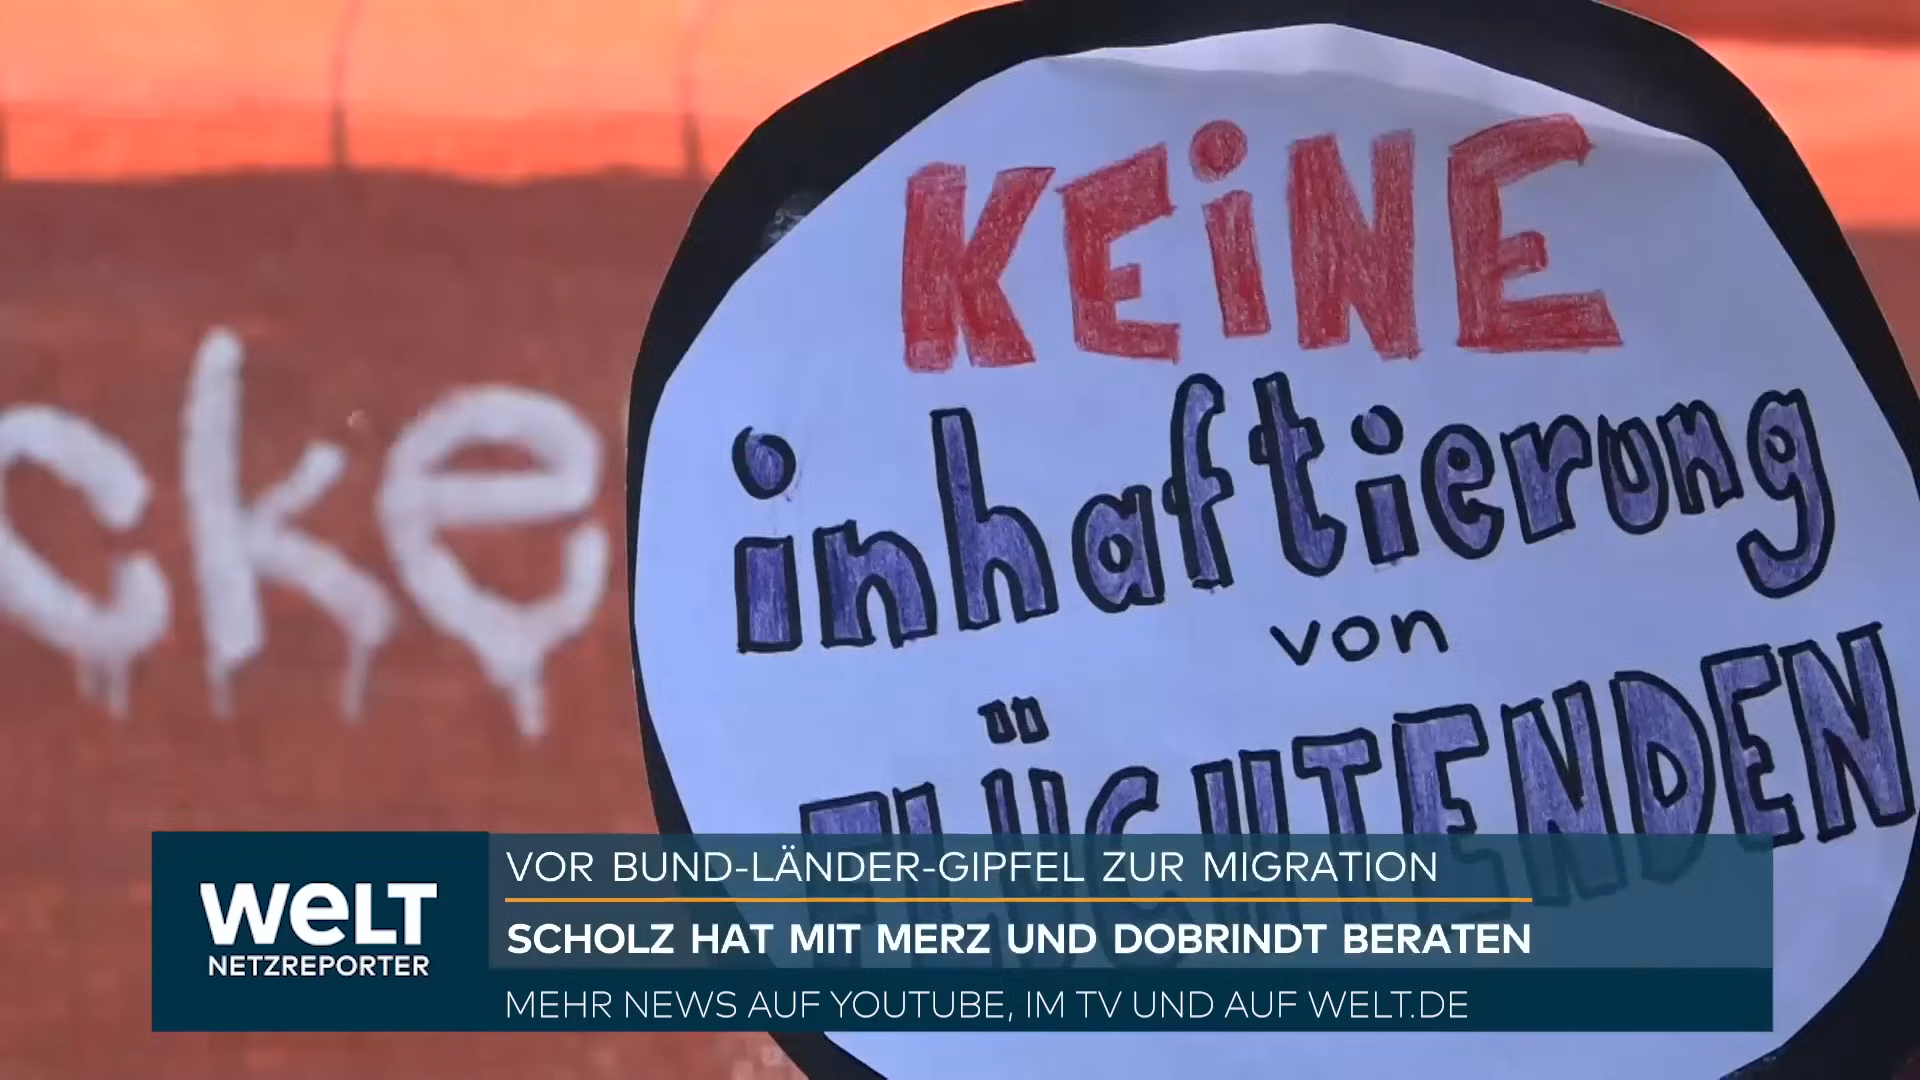 cke
KEiNE
inhaftierung
von
FLÜCHTENDEN
WELT
NETZREPORTER
VOR BUND-LÄNDER-GIPFEL ZUR MIGRATION
SCHOLZ HAT MIT MERZ UND DOBRINDT BERATEN
MEHR NEWS AUF YOUTUBE, IM TV UND AUF WELT.DE